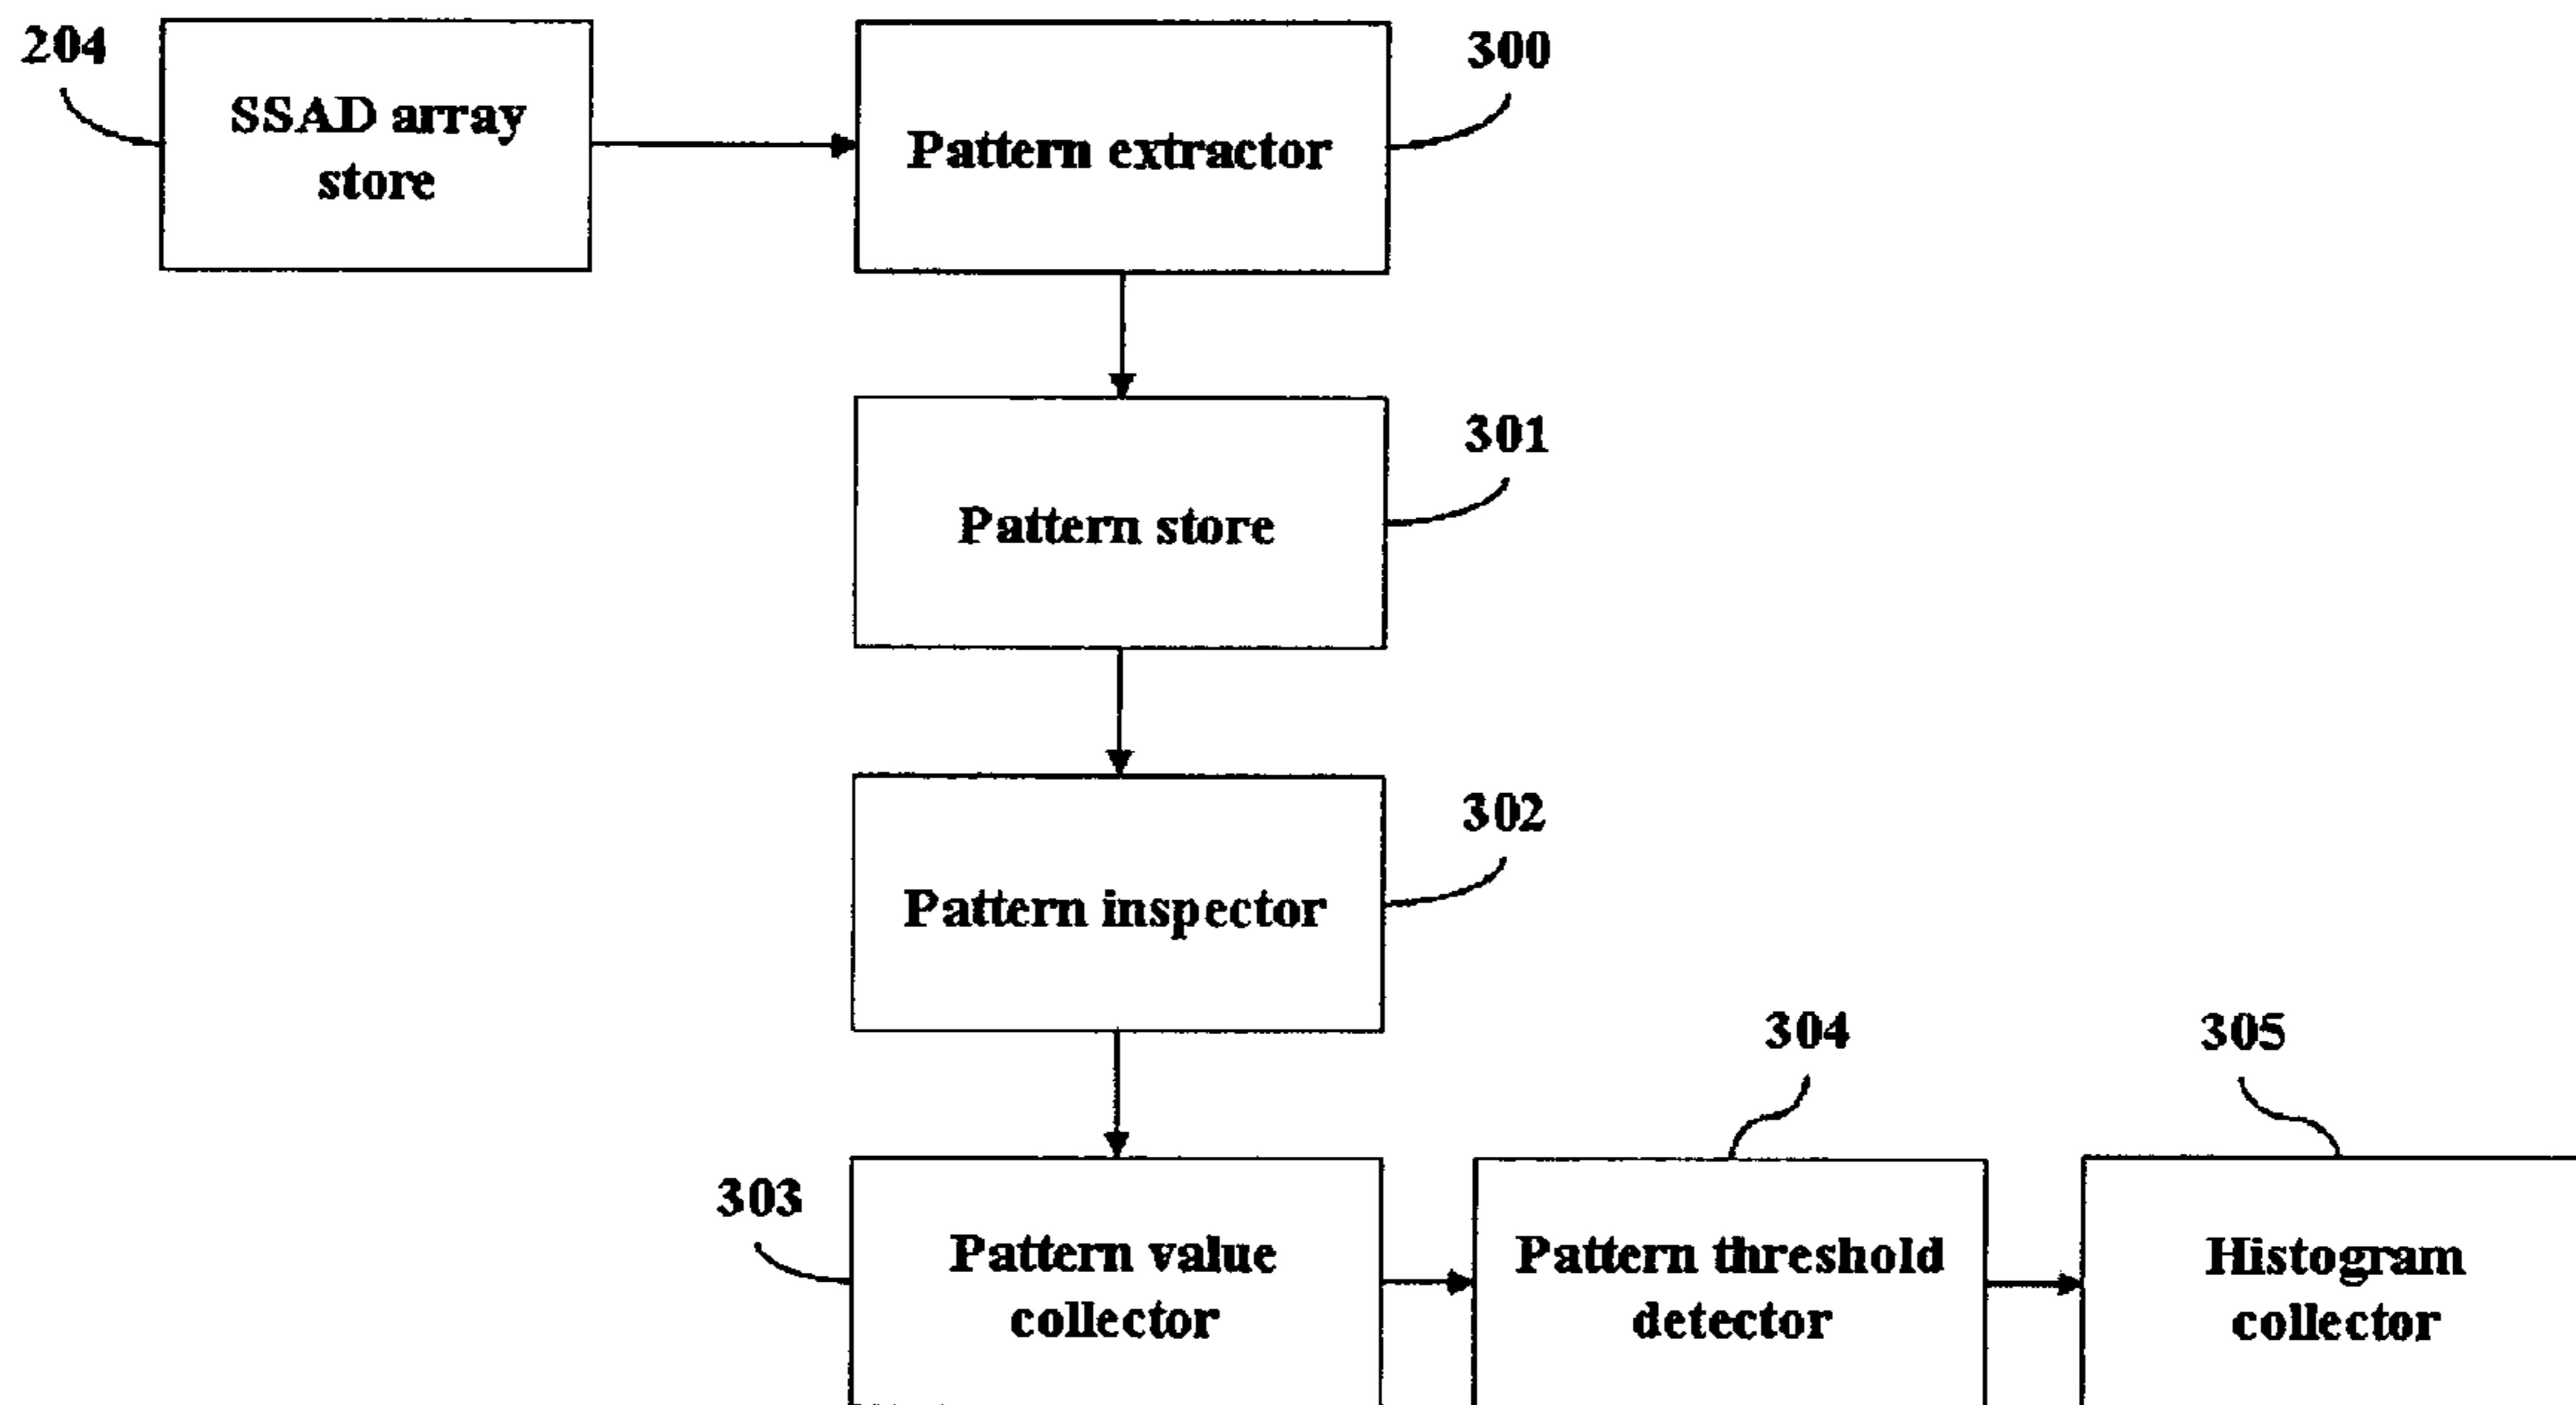 204
SSAD array
store
300
Pattern extractor
301
Pattern store
302
Pattern inspector
303
Pattern value
collector
304
Pattern threshold
detector
305
Histogram
collector